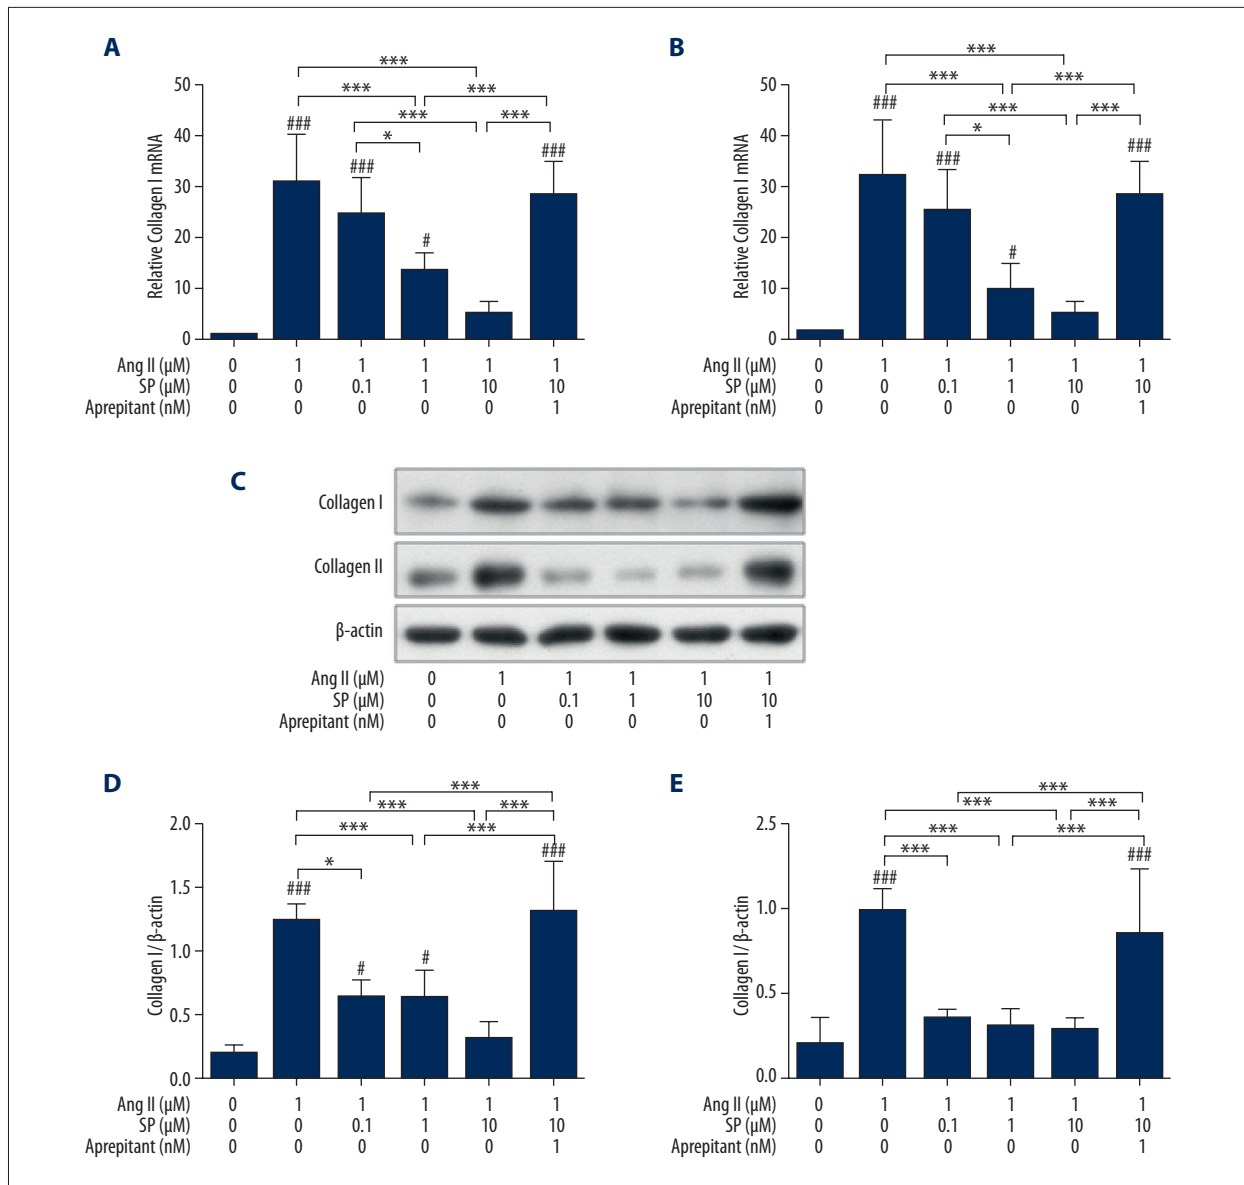 A
B
***
***
***
***
***
***
***
***
***
*
*
50
40
30
20
10
0
Relative Collagen I mRNA
###
###
#
###
Ang II (μM) 0 1 1 1 1 1
SP (μM) 0 0 0.1 1 10 10
Aprepitant (nM) 0 0 0 0 0 1
50
40
30
20
10
0
Relative Collagen I mRNA
###
###
#
###
Ang II (μM) 0 1 1 1 1 1
SP (μM) 0 0 0.1 1 10 10
Aprepitant (nM) 0 0 0 0 0 1
C
Collagen I
Collagen II
β-actin
Ang II (μM) 0 1 1 1 1 1
SP (μM) 0 0 0.1 1 10 10
Aprepitant (nM) 0 0 0 0 0 1
D
***
***
***
***
***
*
2.0
1.5
1.0
0.5
0.0
Collagen I/ β-actin
###
#
#
###
Ang II (μM) 0 1 1 1 1 1
SP (μM) 0 0 0.1 1 10 10
Aprepitant (nM) 0 0 0 0 0 1
E
***
***
***
***
***
***
2.5
1.0
0.5
0.0
Collagen I/ β-actin
###
###
Ang II (μM) 0 1 1 1 1 1
SP (μM) 0 0 0.1 1 10 10
Aprepitant (nM) 0 0 0 0 0 1